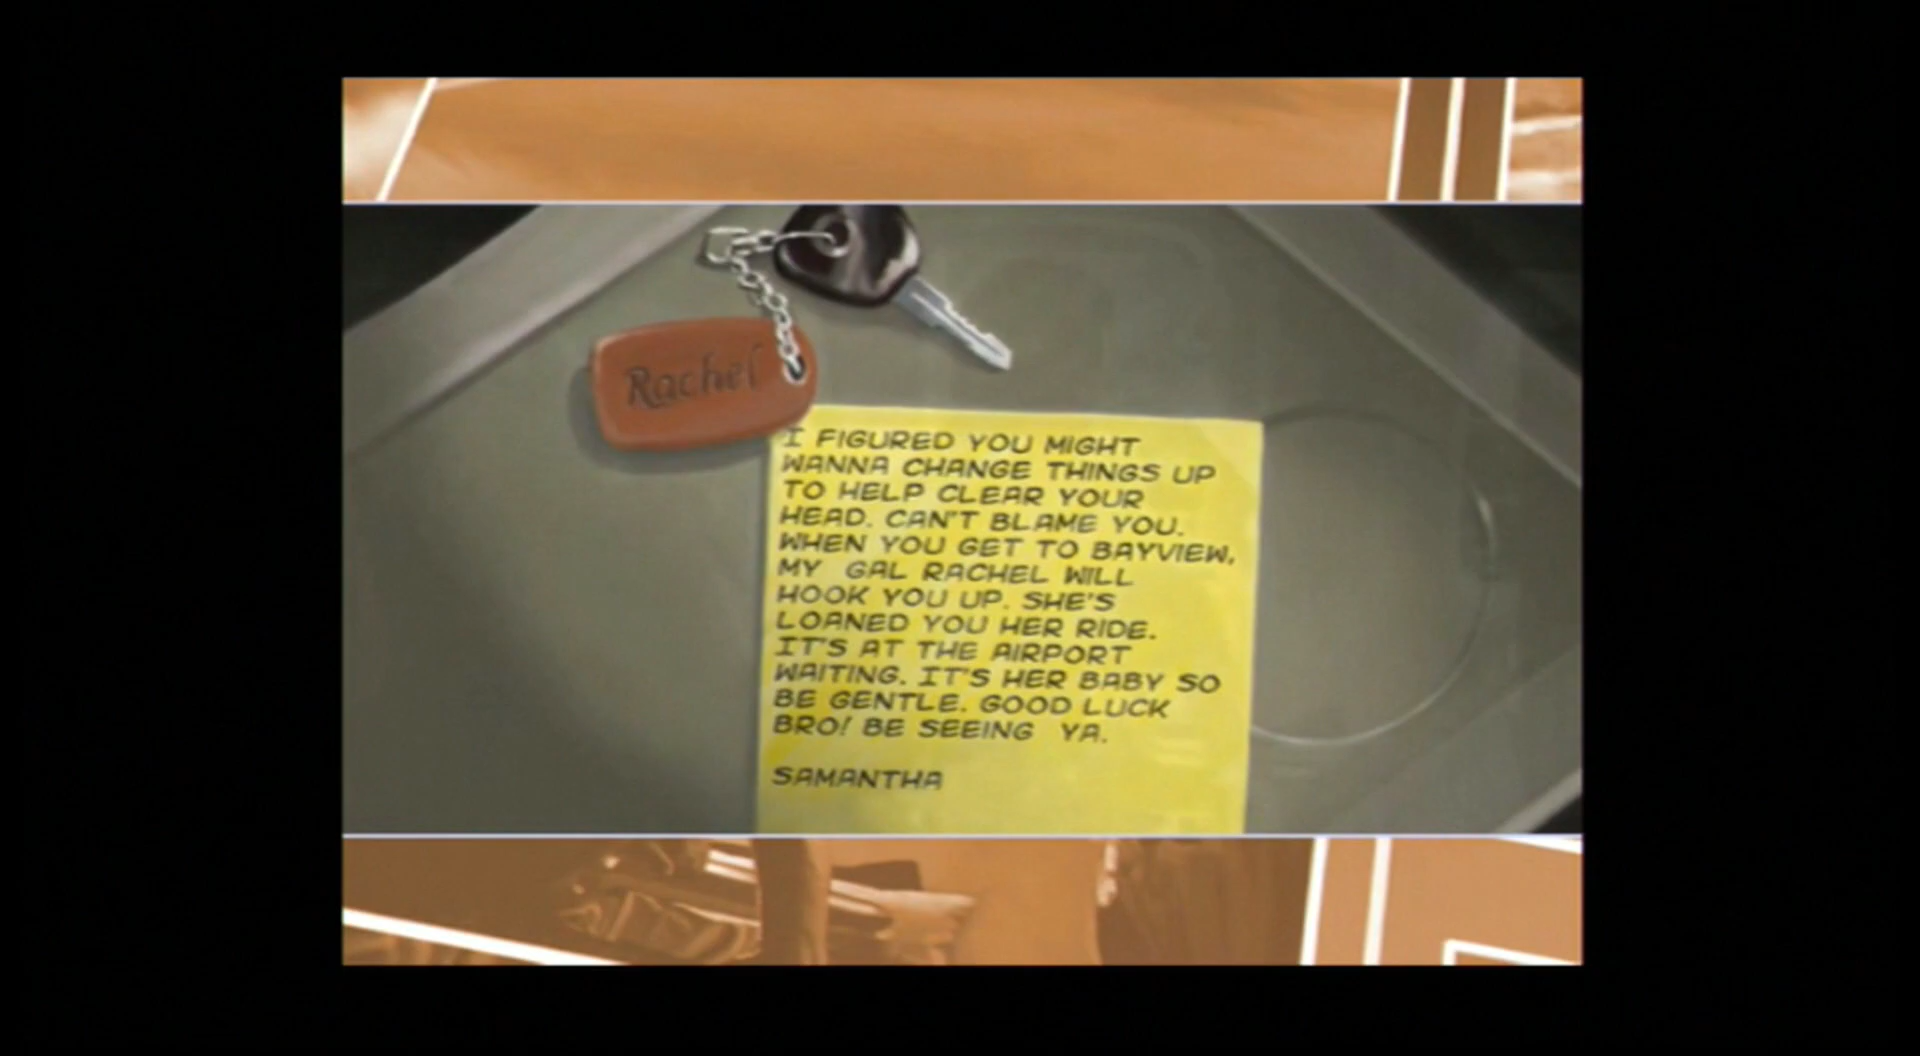 Rachel
I FIGURED YOU MIGHT
WANNA CHANGE THINGS UP
TO HELP CLEAR YOUR
HEAD. CAN'T BLAME YOU.
WHEN YOU GET TO BAYVIEW,
MY GAL RACHEL WILL
HOOK YOU UP. SHE'S
LOANED YOU HER RIDE.
IT'S AT THE AIRPORT
WAITING. IT'S HER BABY SO
BE GENTLE. GOOD LUCK
BRO! BE SEEING YA.
SAMANTHA